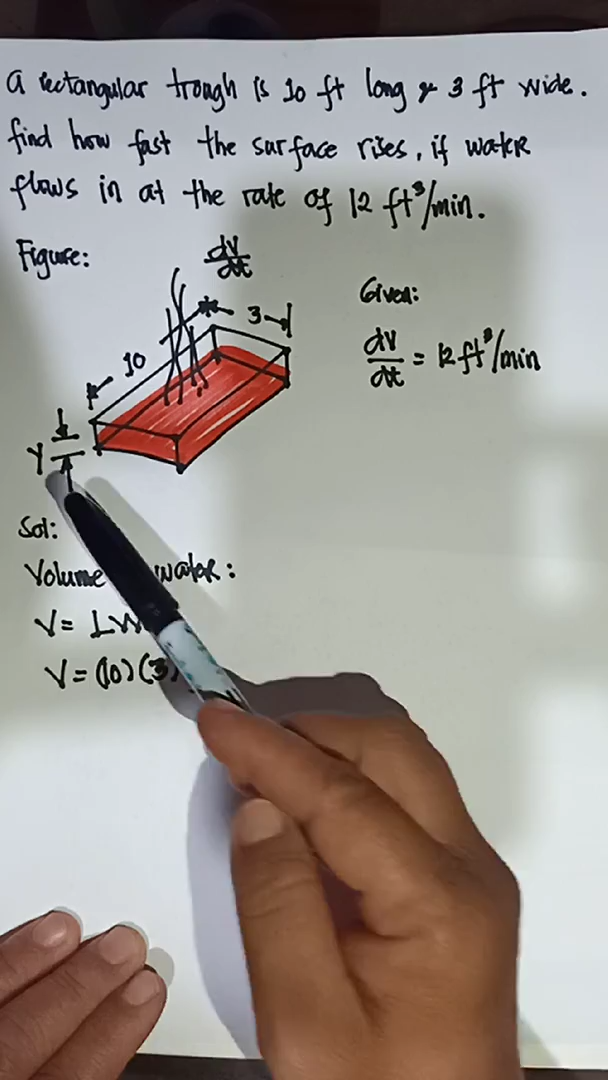 A rectangular trough is 10 ft long & 3 ft wide.
find how fast the surface rises, if water
flows in at the rate of 12 ft³/min.
Figure:
dV/dt
Given:
3
10
dV/dt = 12 ft³/min
Y
Sol:
Volume water:
V = LW
V = (10)(3)